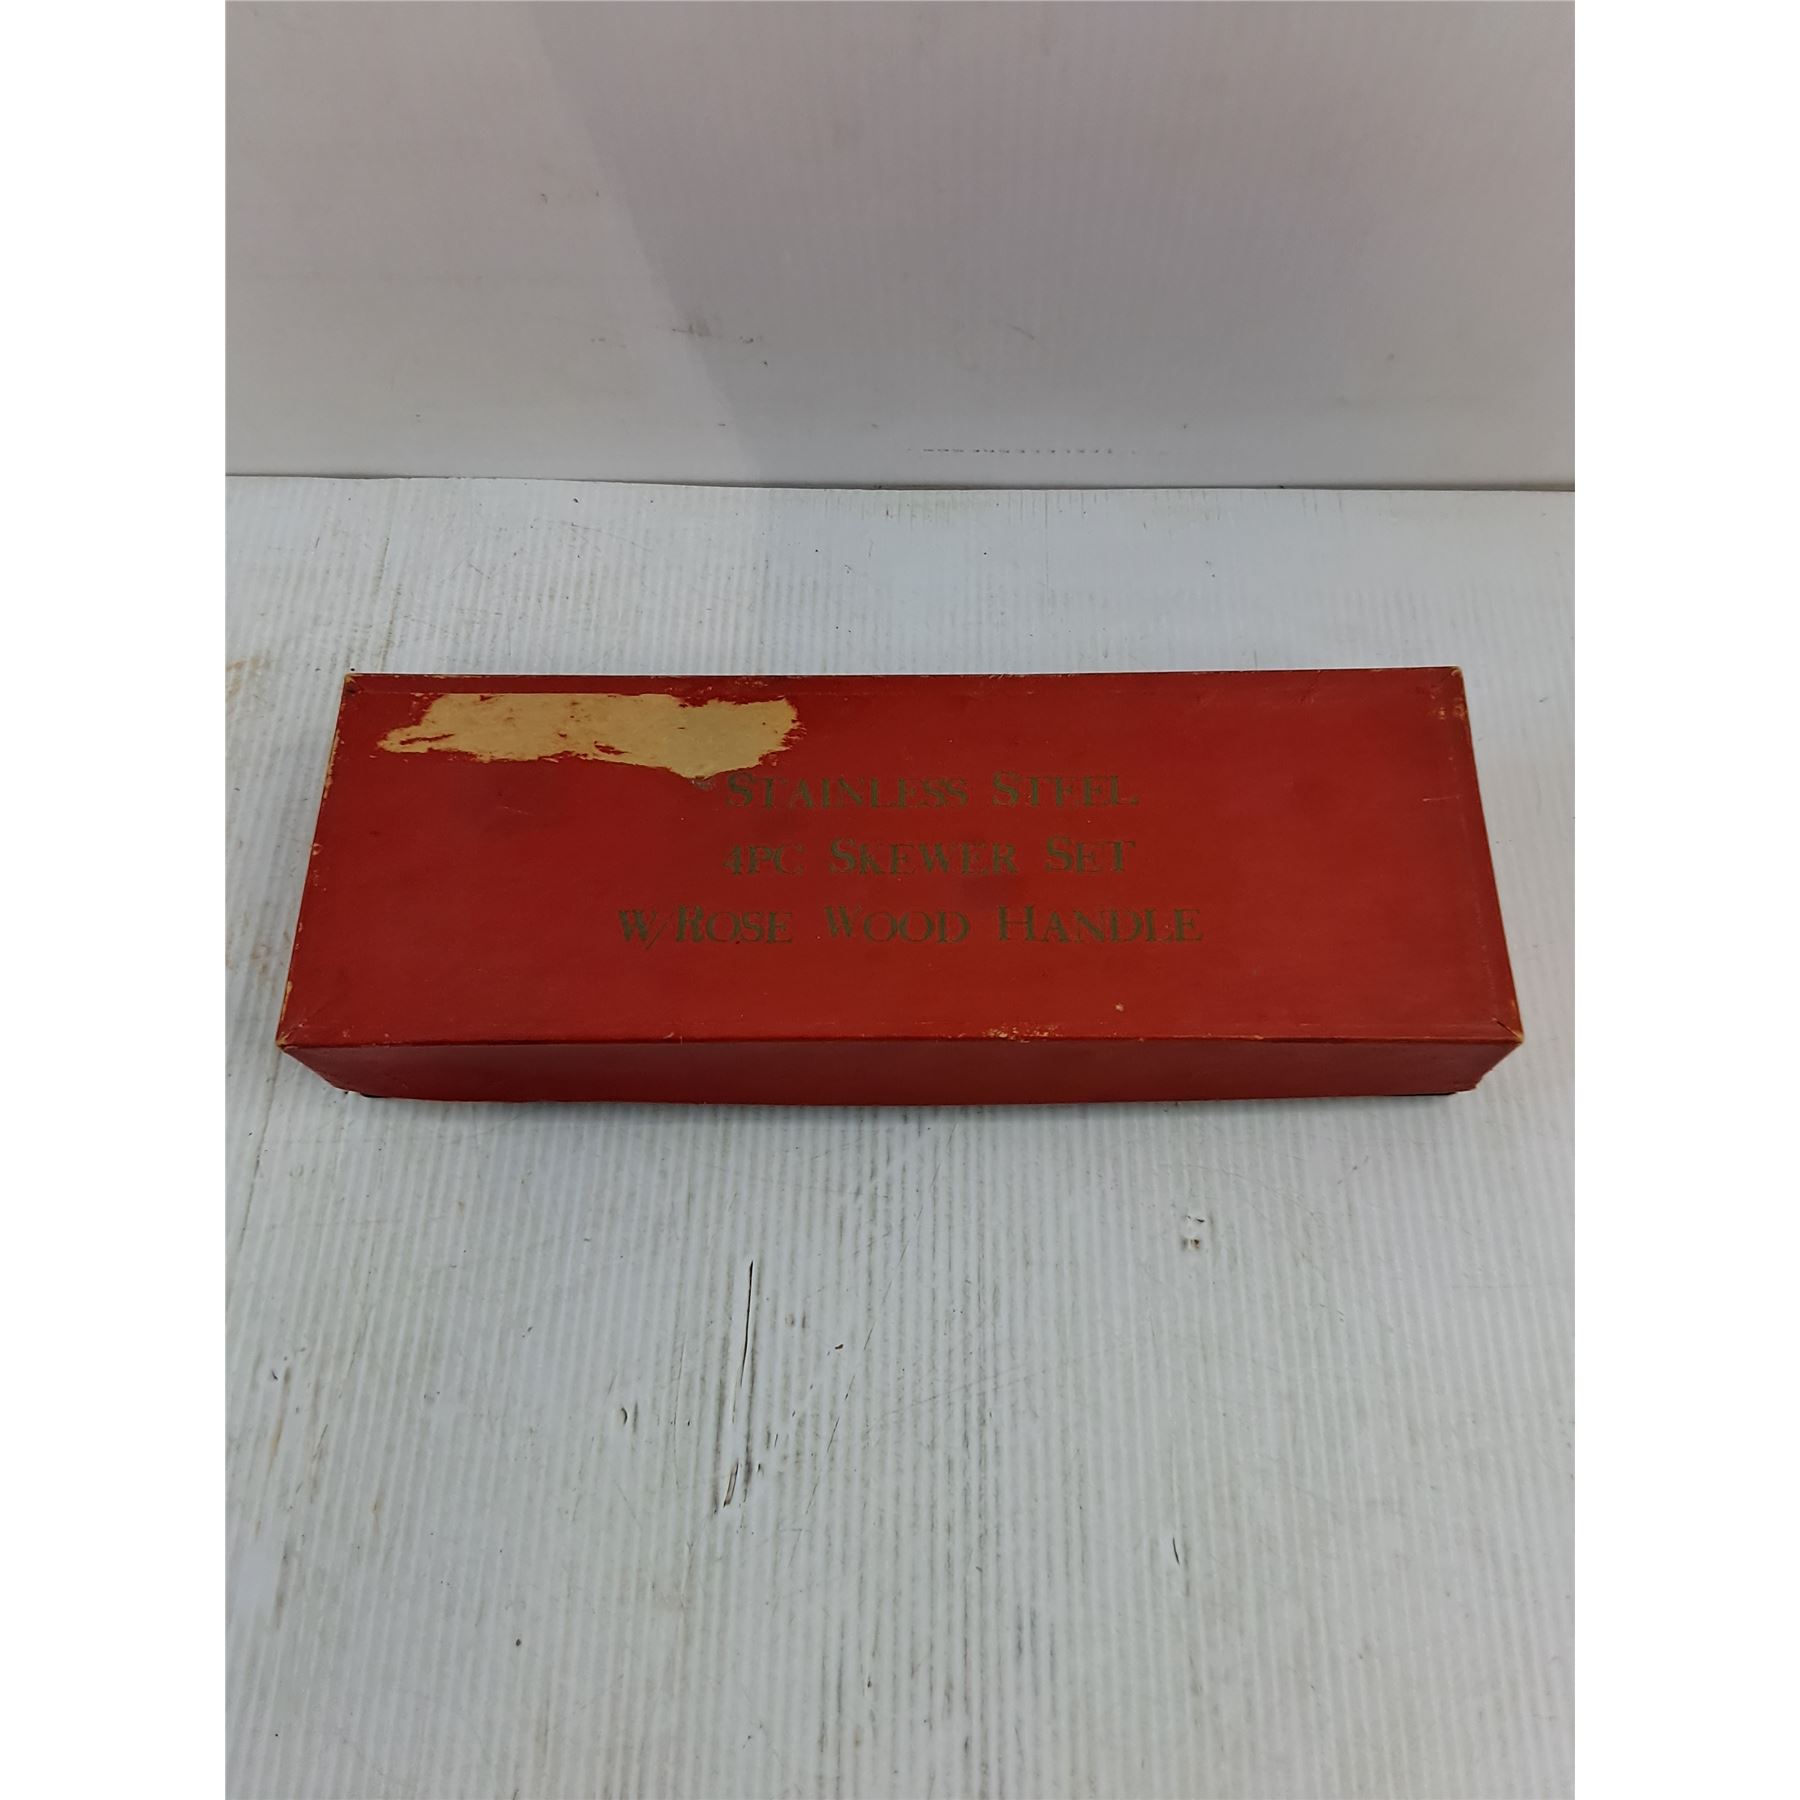 STAINLESS STEEL
4PC SKEWER SET
W/ROSE WOOD HANDLE